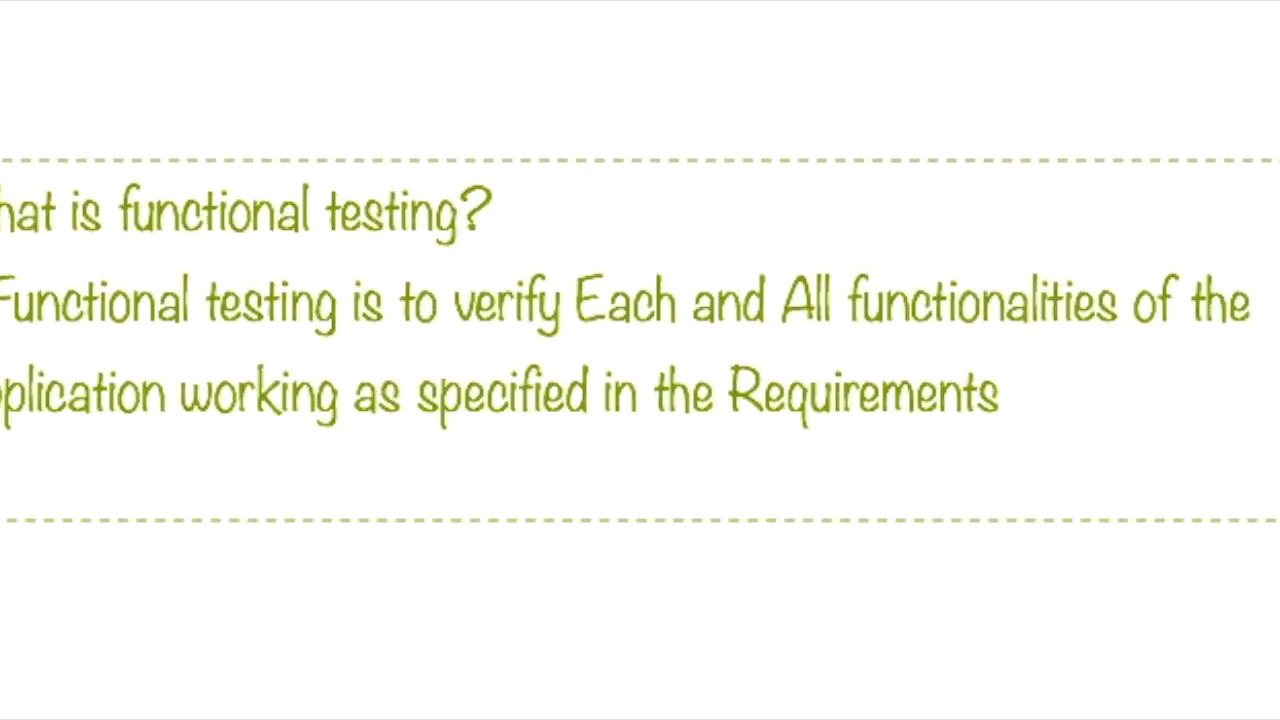 hat is functional testing?
Functional testing is to verify Each and All functionalities of the
plication working as specified in the Requirements